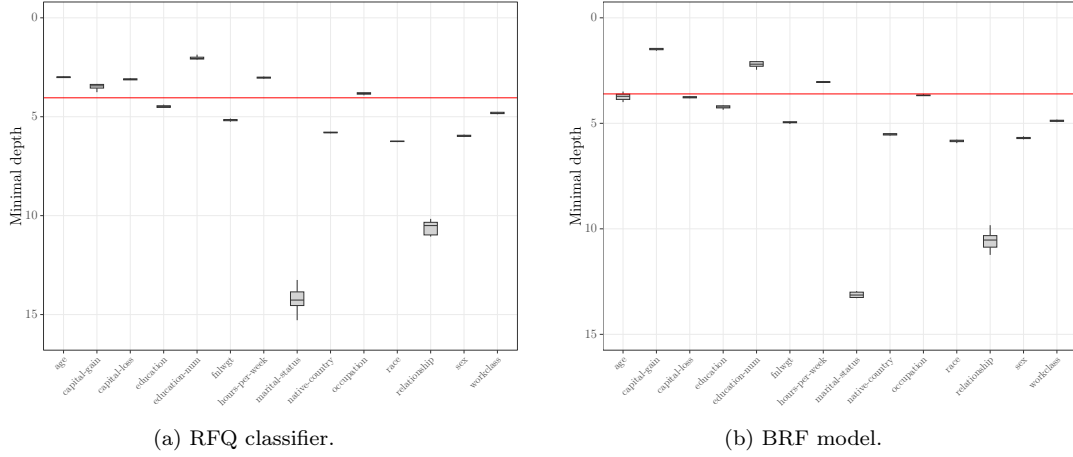 0
5
10
15
Minimal depth
age
capital-gain
capital-loss
education
education-num
fnlwgt
hours-per-week
marital-status
native-country
occupation
race
relationship
sex
workclass
(a) RFQ classifier.
0
5
10
15
Minimal depth
age
capital-gain
capital-loss
education
education-num
fnlwgt
hours-per-week
marital-status
native-country
occupation
race
relationship
sex
workclass
(b) BRF model.